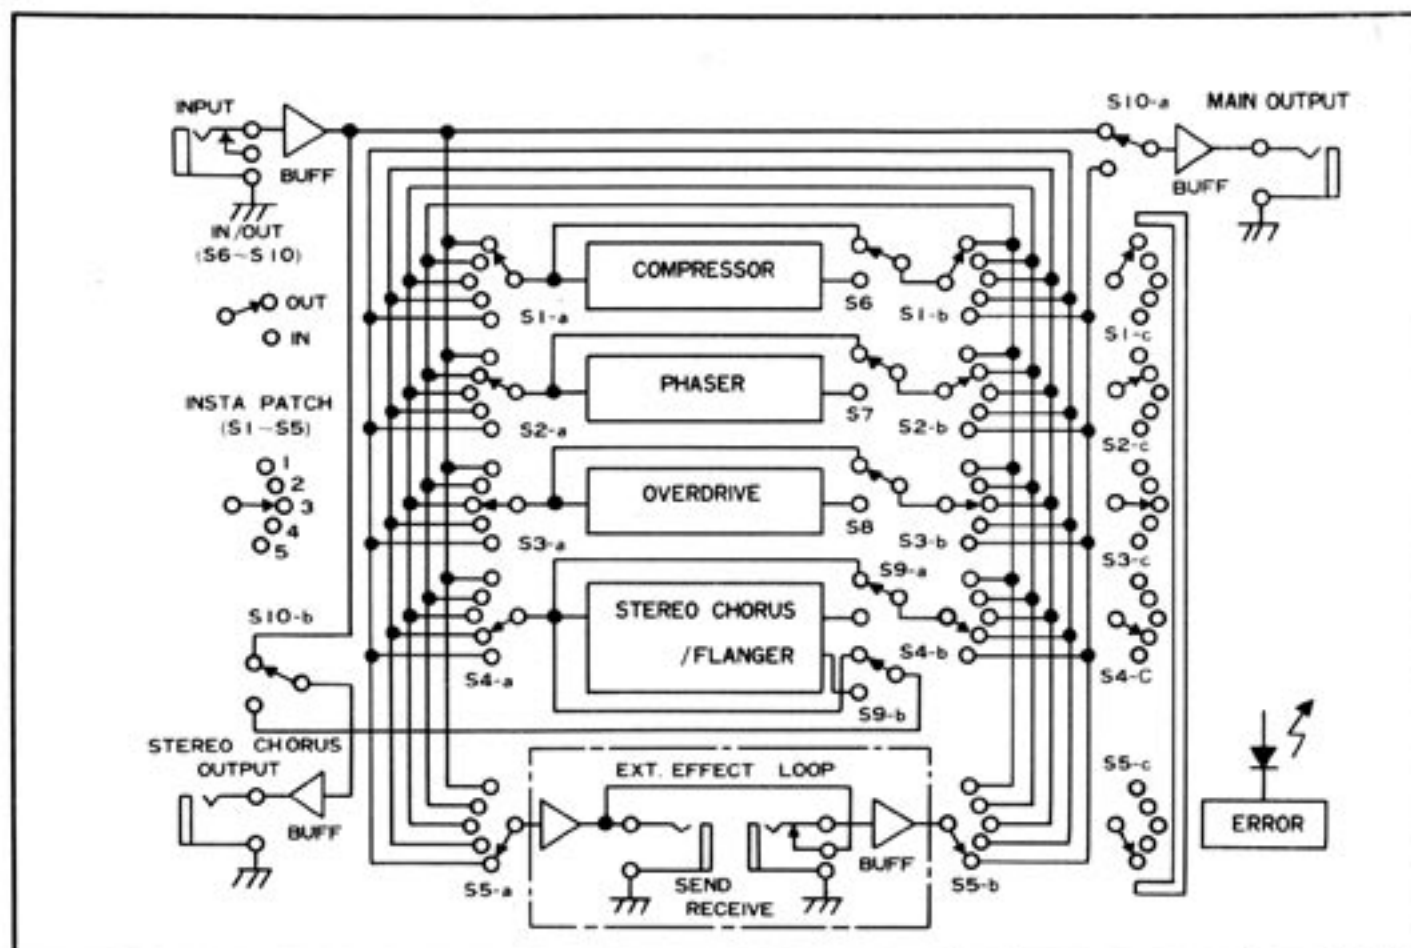 INPUT
BUFF
S10-a
MAIN OUTPUT
BUFF
IN/OUT
(S6~S10)
OUT
IN
COMPRESSOR
S1-a
S6
S1-b
S1-c
PHASER
INSTA PATCH
(S1~S5)
S2-a
S7
S2-b
S2-c
1
2
3
4
5
OVERDRIVE
S3-a
S8
S3-b
S3-c
S9-a
S10-b
STEREO CHORUS
/FLANGER
S4-a
S4-b
S4-C
S9-b
STEREO CHORUS
OUTPUT
BUFF
EXT. EFFECT LOOP
S5-c
ERROR
S5-a
SEND
RECEIVE
BUFF
S5-b